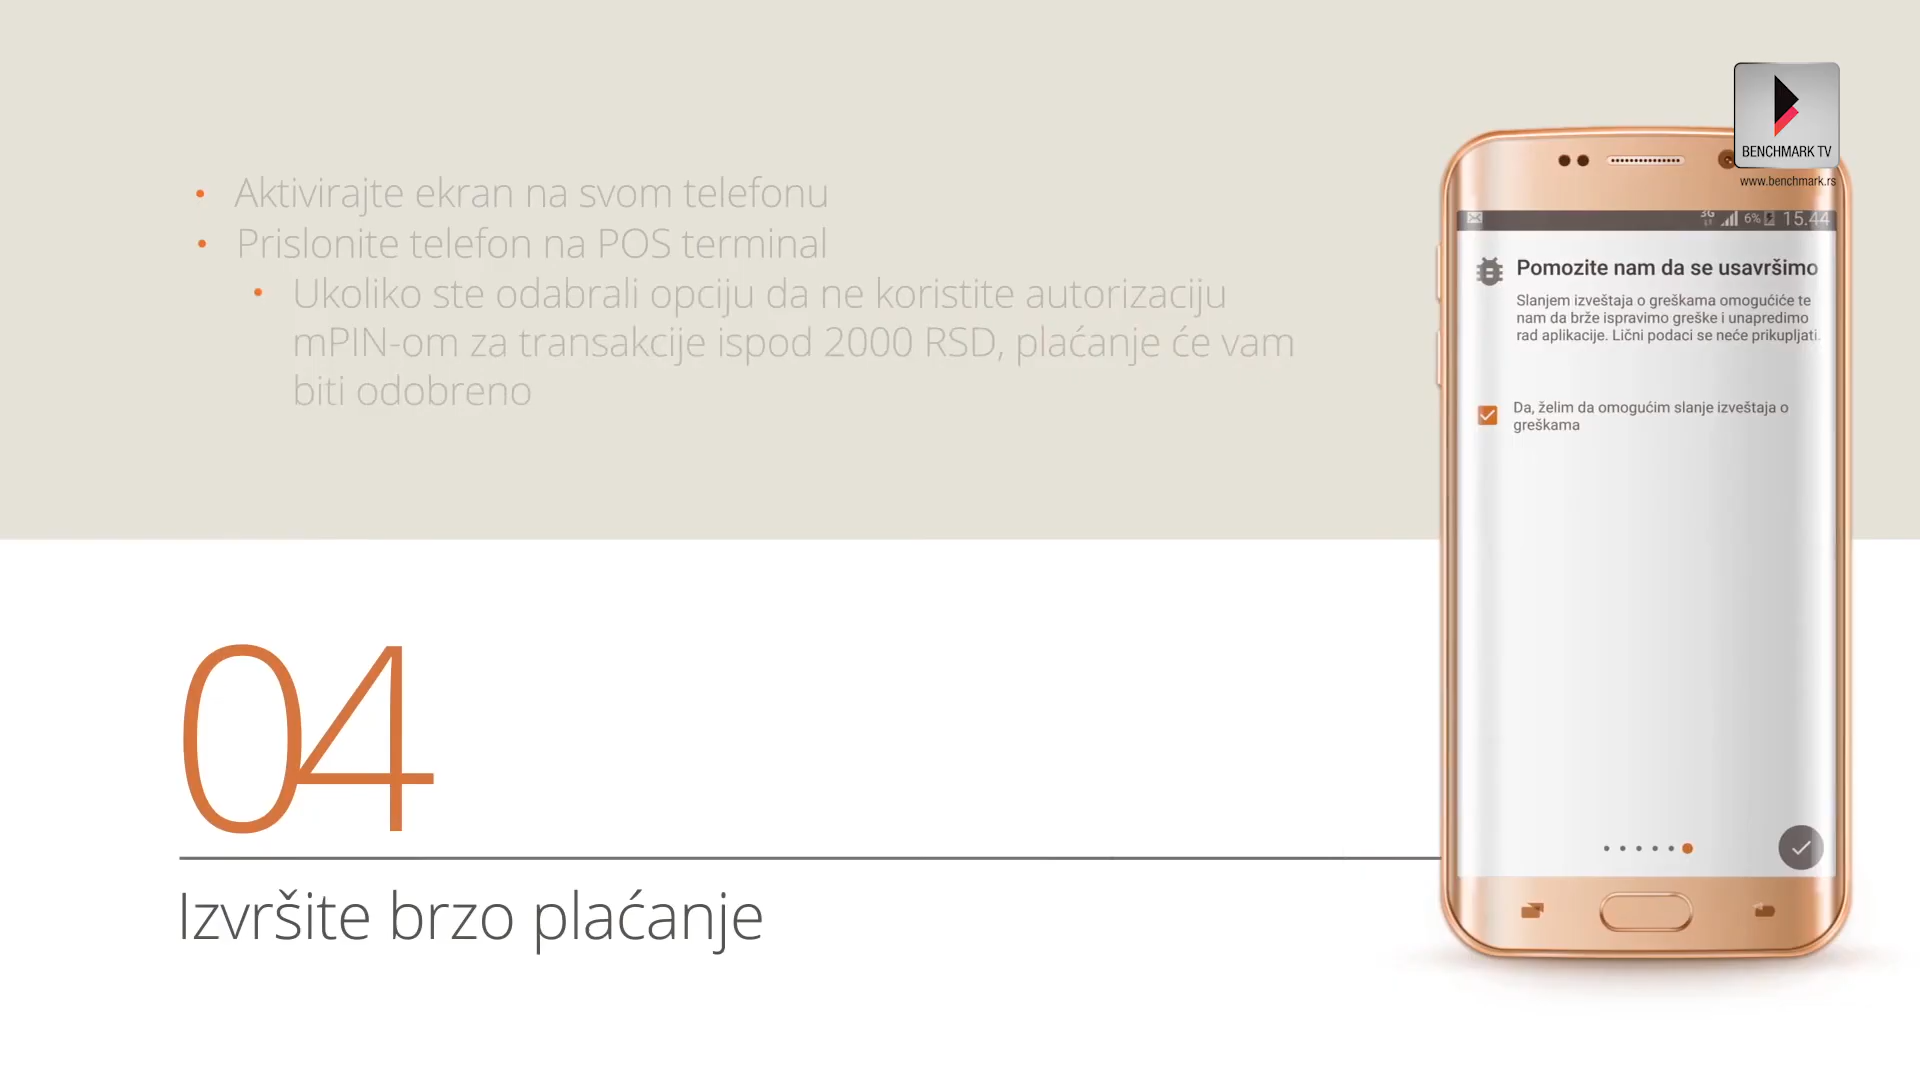 BENCHMARK TV
www.benchmark.rs
• Aktivirajte ekran na svom telefonu
• Prislonite telefon na POS terminal
• Ukoliko ste odabrali opciju da ne koristite autorizaciju
mPIN-om za transakcije ispod 2000 RSD, plaćanje će vam
biti odobreno
3G 6% 15.44
Pomozite nam da se usavršimo
Slanjem izveštaja o greškama omogućiće te
nam da brže ispravimo greške i unapredimo
rad aplikacije. Lični podaci se neće prikupljati.
Da, želim da omogućim slanje izveštaja o
greškama
04
Izvršite brzo plaćanje